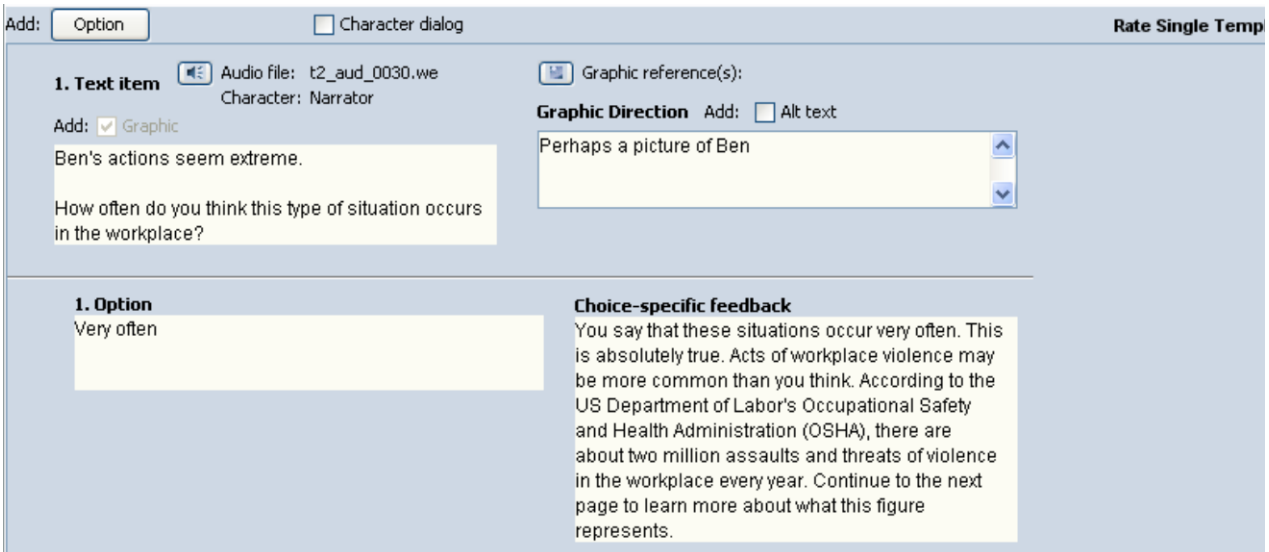 Add: Option Character dialog Rate Single Templ
1. Text item Audio file: t2_aud_0030.we Graphic reference(s):
Character: Narrator
Graphic Direction Add: Alt text
Add: Graphic
Perhaps a picture of Ben
Ben's actions seem extreme.
How often do you think this type of situation occurs
in the workplace?
1. Option
Very often
Choice-specific feedback
You say that these situations occur very often. This
is absolutely true. Acts of workplace violence may
be more common than you think. According to the
US Department of Labor's Occupational Safety
and Health Administration (OSHA), there are
about two million assaults and threats of violence
in the workplace every year. Continue to the next
page to learn more about what this figure
represents.